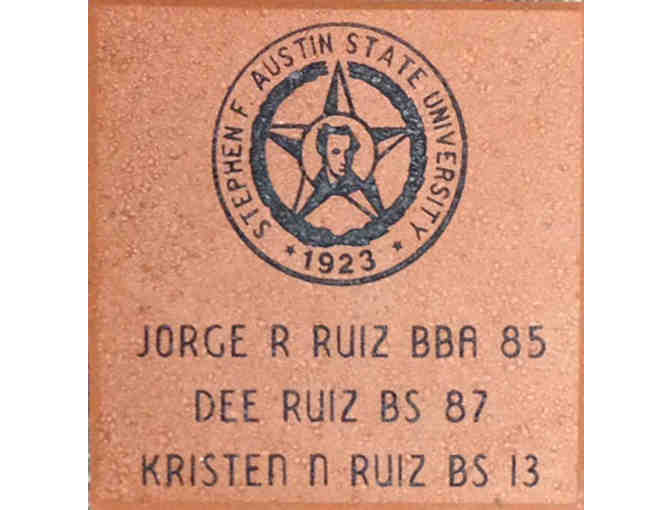 STEPHEN F. AUSTIN STATE UNIVERSITY
★ 1923 ★
JORGE R RUIZ BBA 85
DEE RUIZ BS 87
KRISTEN N RUIZ BS 13